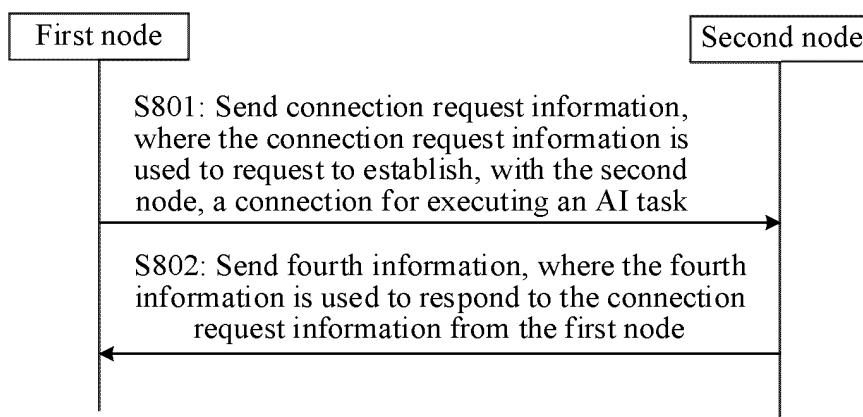 First node
Second node
S801: Send connection request information,
where the connection request information is
used to request to establish, with the second
node, a connection for executing an AI task
S802: Send fourth information, where the fourth
information is used to respond to the connection
request information from the first node